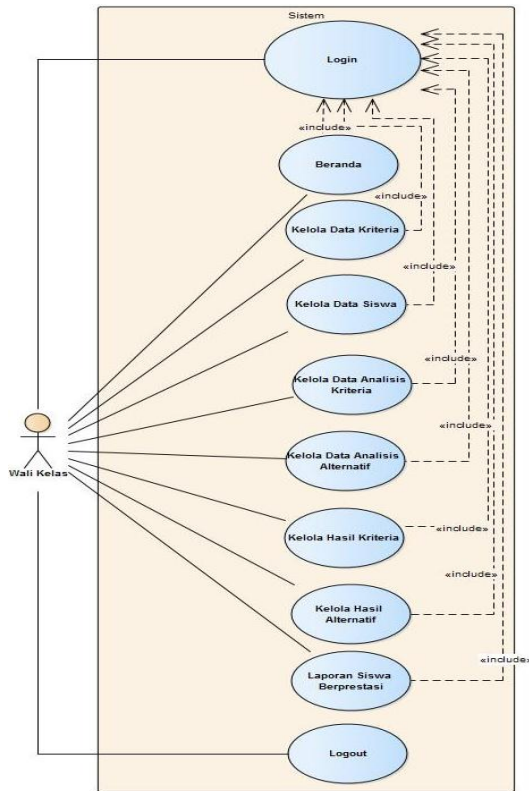 Sistem
Login
«include»
Beranda
«include»
Kelola Data Kriteria
«include»
Kelola Data Siswa
«include»
Kelola Data Analisis
Kriteria
Kelola Data Analisis
Alternatif
Wali Kelas
«include»
Kelola Hasil Kriteria
«include»
Kelola Hasil
Alternatif
«include»
Laporan Siswa
Berprestasi
Logout